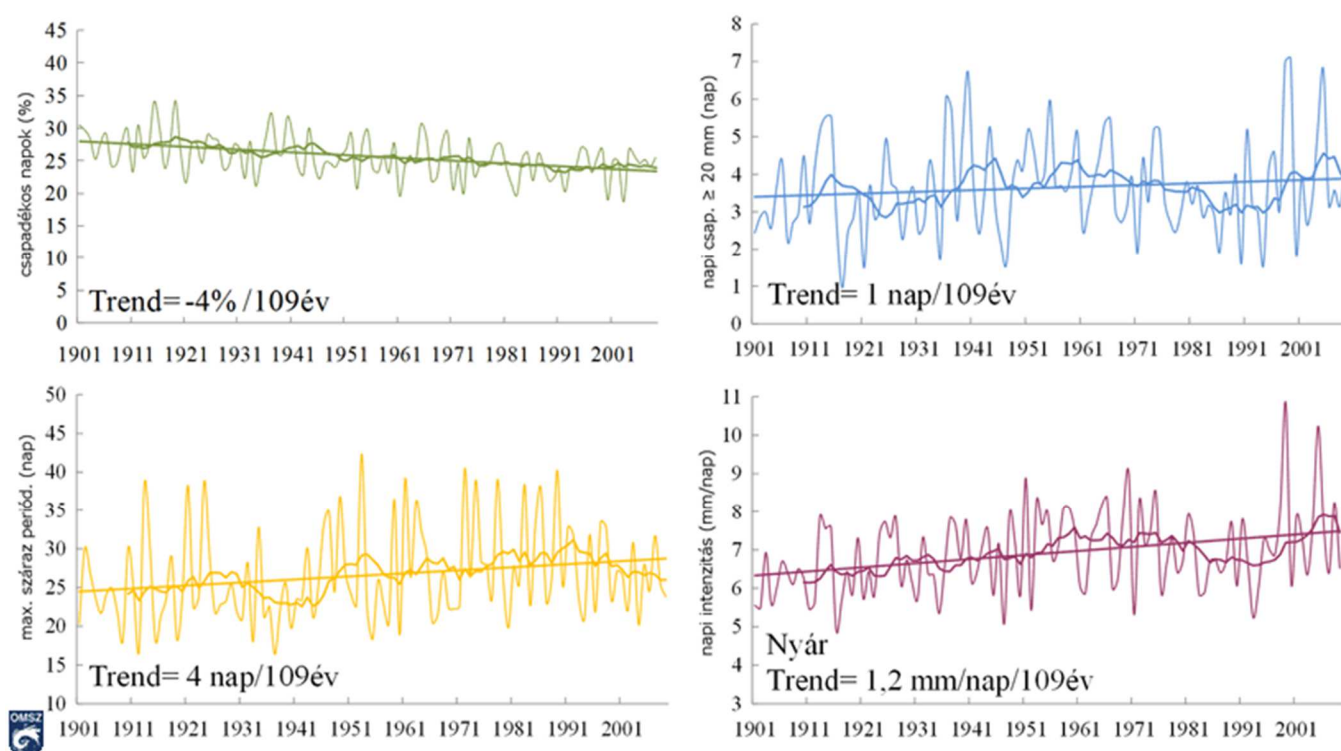 csapadékos napok (%)
45
40
35
30
25
20
15
10
5
0
Trend= -4% /109év
1901 1911 1921 1931 1941 1951 1961 1971 1981 1991 2001
napi csap. ≥ 20 mm (nap)
8
7
6
5
4
3
2
1
0
Trend= 1 nap/109év
1901 1911 1921 1931 1941 1951 1961 1971 1981 1991 2001
max. száraz periód. (nap)
50
45
40
35
30
25
20
15
10
Trend= 4 nap/109év
1901 1911 1921 1931 1941 1951 1961 1971 1981 1991 2001
napi intenzitás (mm/nap)
11
10
9
8
7
6
5
4
3
Nyár
Trend= 1,2 mm/nap/109év
1901 1911 1921 1931 1941 1951 1961 1971 1981 1991 2001
OMSZ